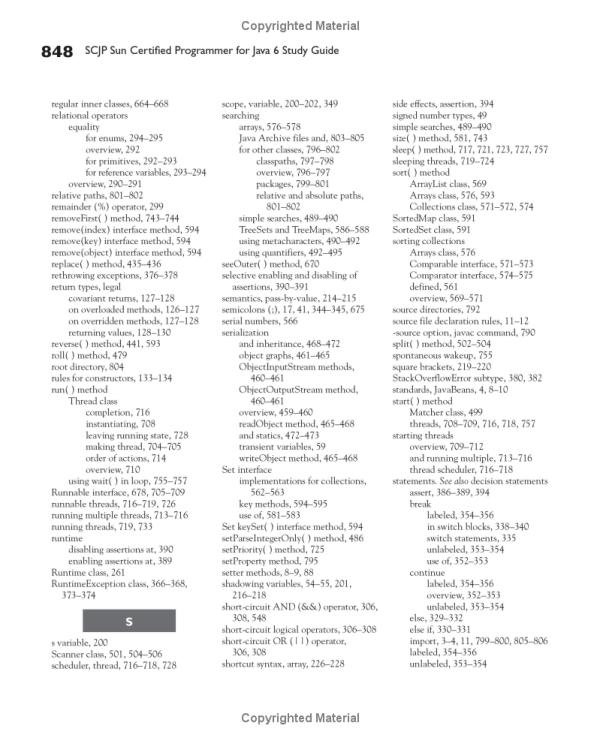 Copyrighted Material
848 SCJP Sun Certified Programmer for Java 6 Study Guide
regular inner classes, 664–668
relational operators
equality
for enums, 294–295
overview, 292
for primitives, 292–293
for reference variables, 293–294
overview, 290–291
relative paths, 801–802
remainder (%) operator, 299
removeFirst( ) method, 743–744
remove(index) interface method, 594
remove(key) interface method, 594
remove(object) interface method, 594
replace( ) method, 435–436
rethrowing exceptions, 376–378
return types, legal
covariant returns, 127–128
on overloaded methods, 126–127
on overridden methods, 127–128
returning values, 128–130
reverse( ) method, 441, 593
roll( ) method, 479
root directory, 804
rules for constructors, 133–134
run( ) method
Thread class
completion, 716
instantiating, 708
leaving running state, 728
making thread, 704–705
order of actions, 714
overview, 710
using wait( ) in loop, 755–757
Runnable interface, 678, 705–709
runnable threads, 716–719, 726
running multiple threads, 713–716
running threads, 719, 733
runtime
disabling assertions at, 390
enabling assertions at, 389
Runtime class, 261
RuntimeException class, 366–368,
373–374
S
s variable, 200
Scanner class, 501, 504–506
scheduler, thread, 716–718, 728
scope, variable, 200–202, 349
searching
arrays, 576–578
Java Archive files and, 803–805
for other classes, 796–802
classpaths, 797–798
overview, 796–797
packages, 799–801
relative and absolute paths,
801–802
simple searches, 489–490
TreeSets and TreeMaps, 586–588
using metacharacters, 490–492
using quantifiers, 492–495
seeOuter( ) method, 670
selective enabling and disabling of
assertions, 390–391
semantics, pass-by-value, 214–215
semicolons (;), 17, 41, 344–345, 675
serial numbers, 566
serialization
and inheritance, 468–472
object graphs, 461–465
ObjectInputStream methods,
460–461
ObjectOutputStream method,
460–461
overview, 459–460
readObject method, 465–468
and statics, 472–473
transient variables, 59
writeObject method, 465–468
Set interface
implementations for collections,
562–563
key methods, 594–595
use of, 581–583
Set keySet( ) interface method, 594
setParseIntegerOnly( ) method, 486
setPriority( ) method, 725
setProperty method, 795
setter methods, 8–9, 88
shadowing variables, 54–55, 201,
216–218
short-circuit AND (&&) operator, 306,
308, 548
short-circuit logical operators, 306–308
short-circuit OR (||) operator,
306, 308
shortcut syntax, array, 226–228
side effects, assertion, 394
signed number types, 49
simple searches, 489–490
size( ) method, 581, 743
sleep( ) method, 717, 721, 723, 727, 757
sleeping threads, 719–724
sort( ) method
ArrayList class, 569
Arrays class, 576, 593
Collections class, 571–572, 574
SortedMap class, 591
SortedSet class, 591
sorting collections
Arrays class, 576
Comparable interface, 571–573
Comparator interface, 574–575
defined, 561
overview, 569–571
source directories, 792
source file declaration rules, 11–12
-source option, javac command, 790
split( ) method, 502–504
spontaneous wakeup, 755
square brackets, 219–220
StackOverflowError subtype, 380, 382
standards, JavaBeans, 4, 8–10
start( ) method
Matcher class, 499
threads, 708–709, 716, 718, 757
starting threads
overview, 709–712
and running multiple, 713–716
thread scheduler, 716–718
statements. See also decision statements
assert, 386–389, 394
break
labeled, 354–356
in switch blocks, 338–340
switch statements, 335
unlabeled, 353–354
use of, 352–353
continue
labeled, 354–356
overview, 352–353
unlabeled, 353–354
else, 329–332
else if, 330–331
import, 3–4, 11, 799–800, 805–806
labeled, 354–356
unlabeled, 353–354
Copyrighted Material